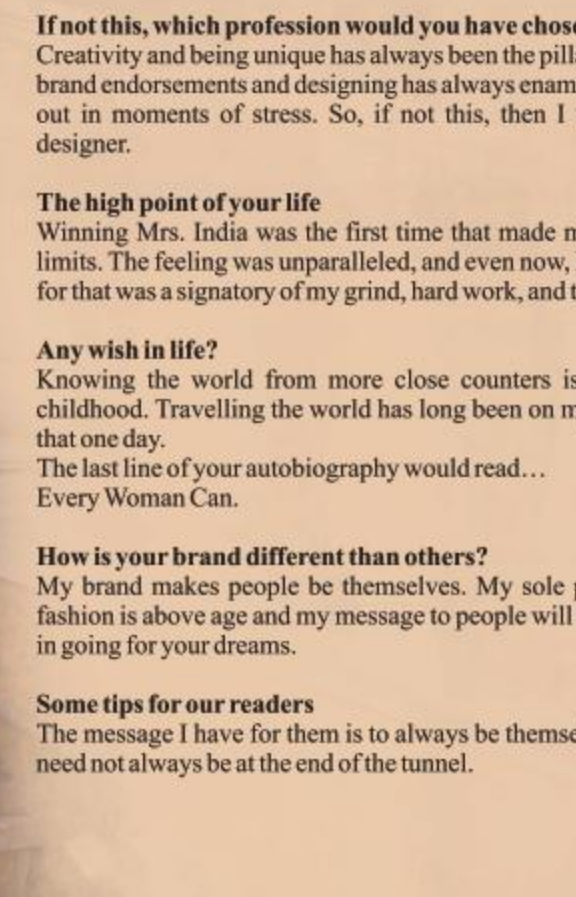 If not this, which profession would you have
Creativity and being unique has always been the
brand endorsements and designing has always
out in moments of stress. So, if not this, then I
designer.
The high point of your life
Winning Mrs. India was the first time that made
limits. The feeling was unparalleled, and even now,
for that was a signatory of my grind, hard work, and
Any wish in life?
Knowing the world from more close counters is
childhood. Travelling the world has long been on
that one day.
The last line of your autobiography would read...
Every Woman Can.
How is your brand different than others?
My brand makes people be themselves. My sole
fashion is above age and my message to people will
in going for your dreams.
Some tips for our readers
The message I have for them is to always be
need not always be at the end of the tunnel.